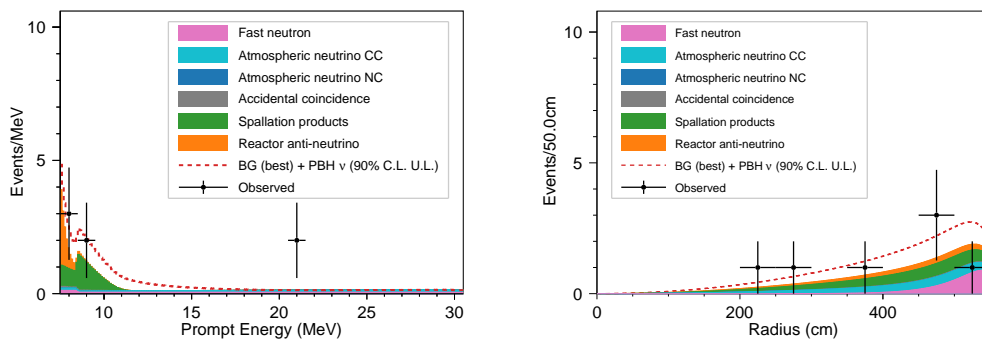 10
5
0
Events/MeV
Fast neutron
Atmospheric neutrino CC
Atmospheric neutrino NC
Accidental coincidence
Spallation products
Reactor anti-neutrino
BG (best) + PBH ν (90% C.L. U.L.)
Observed
10 15 20 25 30
Prompt Energy (MeV)
10
5
0
Events/50.0cm
Fast neutron
Atmospheric neutrino CC
Atmospheric neutrino NC
Accidental coincidence
Spallation products
Reactor anti-neutrino
BG (best) + PBH ν (90% C.L. U.L.)
Observed
0 200 400
Radius (cm)